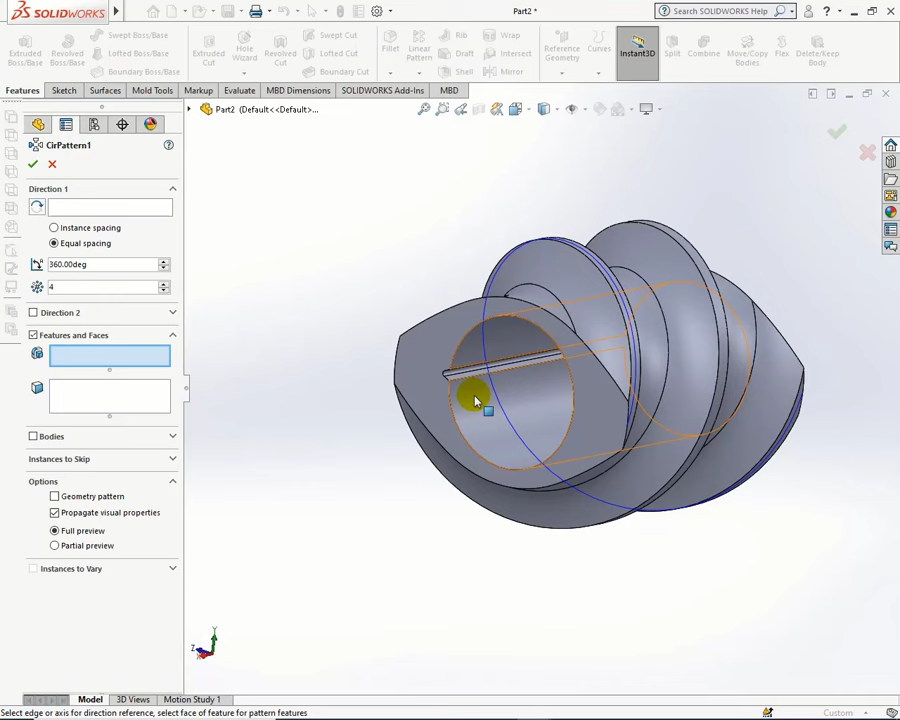 SOLIDWORKS
Part2 *
Search SOLIDWORKS Help
Extruded Boss/Base
Revolved Boss/Base
Swept Boss/Base
Lofted Boss/Base
Boundary Boss/Base
Extruded Cut
Hole Wizard
Revolved Cut
Swept Cut
Lofted Cut
Boundary Cut
Fillet
Linear Pattern
Rib
Draft
Shell
Wrap
Intersect
Mirror
Reference Geometry
Curves
Instant3D
Split
Combine
Move/Copy Bodies
Flex
Delete/Keep Body
Features
Sketch
Surfaces
Mold Tools
Markup
Evaluate
MBD Dimensions
SOLIDWORKS Add-Ins
MBD
Part2 (Default<<Default>...
CirPattern1
Direction 1
Instance spacing
Equal spacing
360.00deg
4
Direction 2
Features and Faces
Bodies
Instances to Skip
Options
Geometry pattern
Propagate visual properties
Full preview
Partial preview
Instances to Vary
Y
Z
X
Model
3D Views
Motion Study 1
Select edge or axis for direction reference, select face of feature for pattern features
Custom